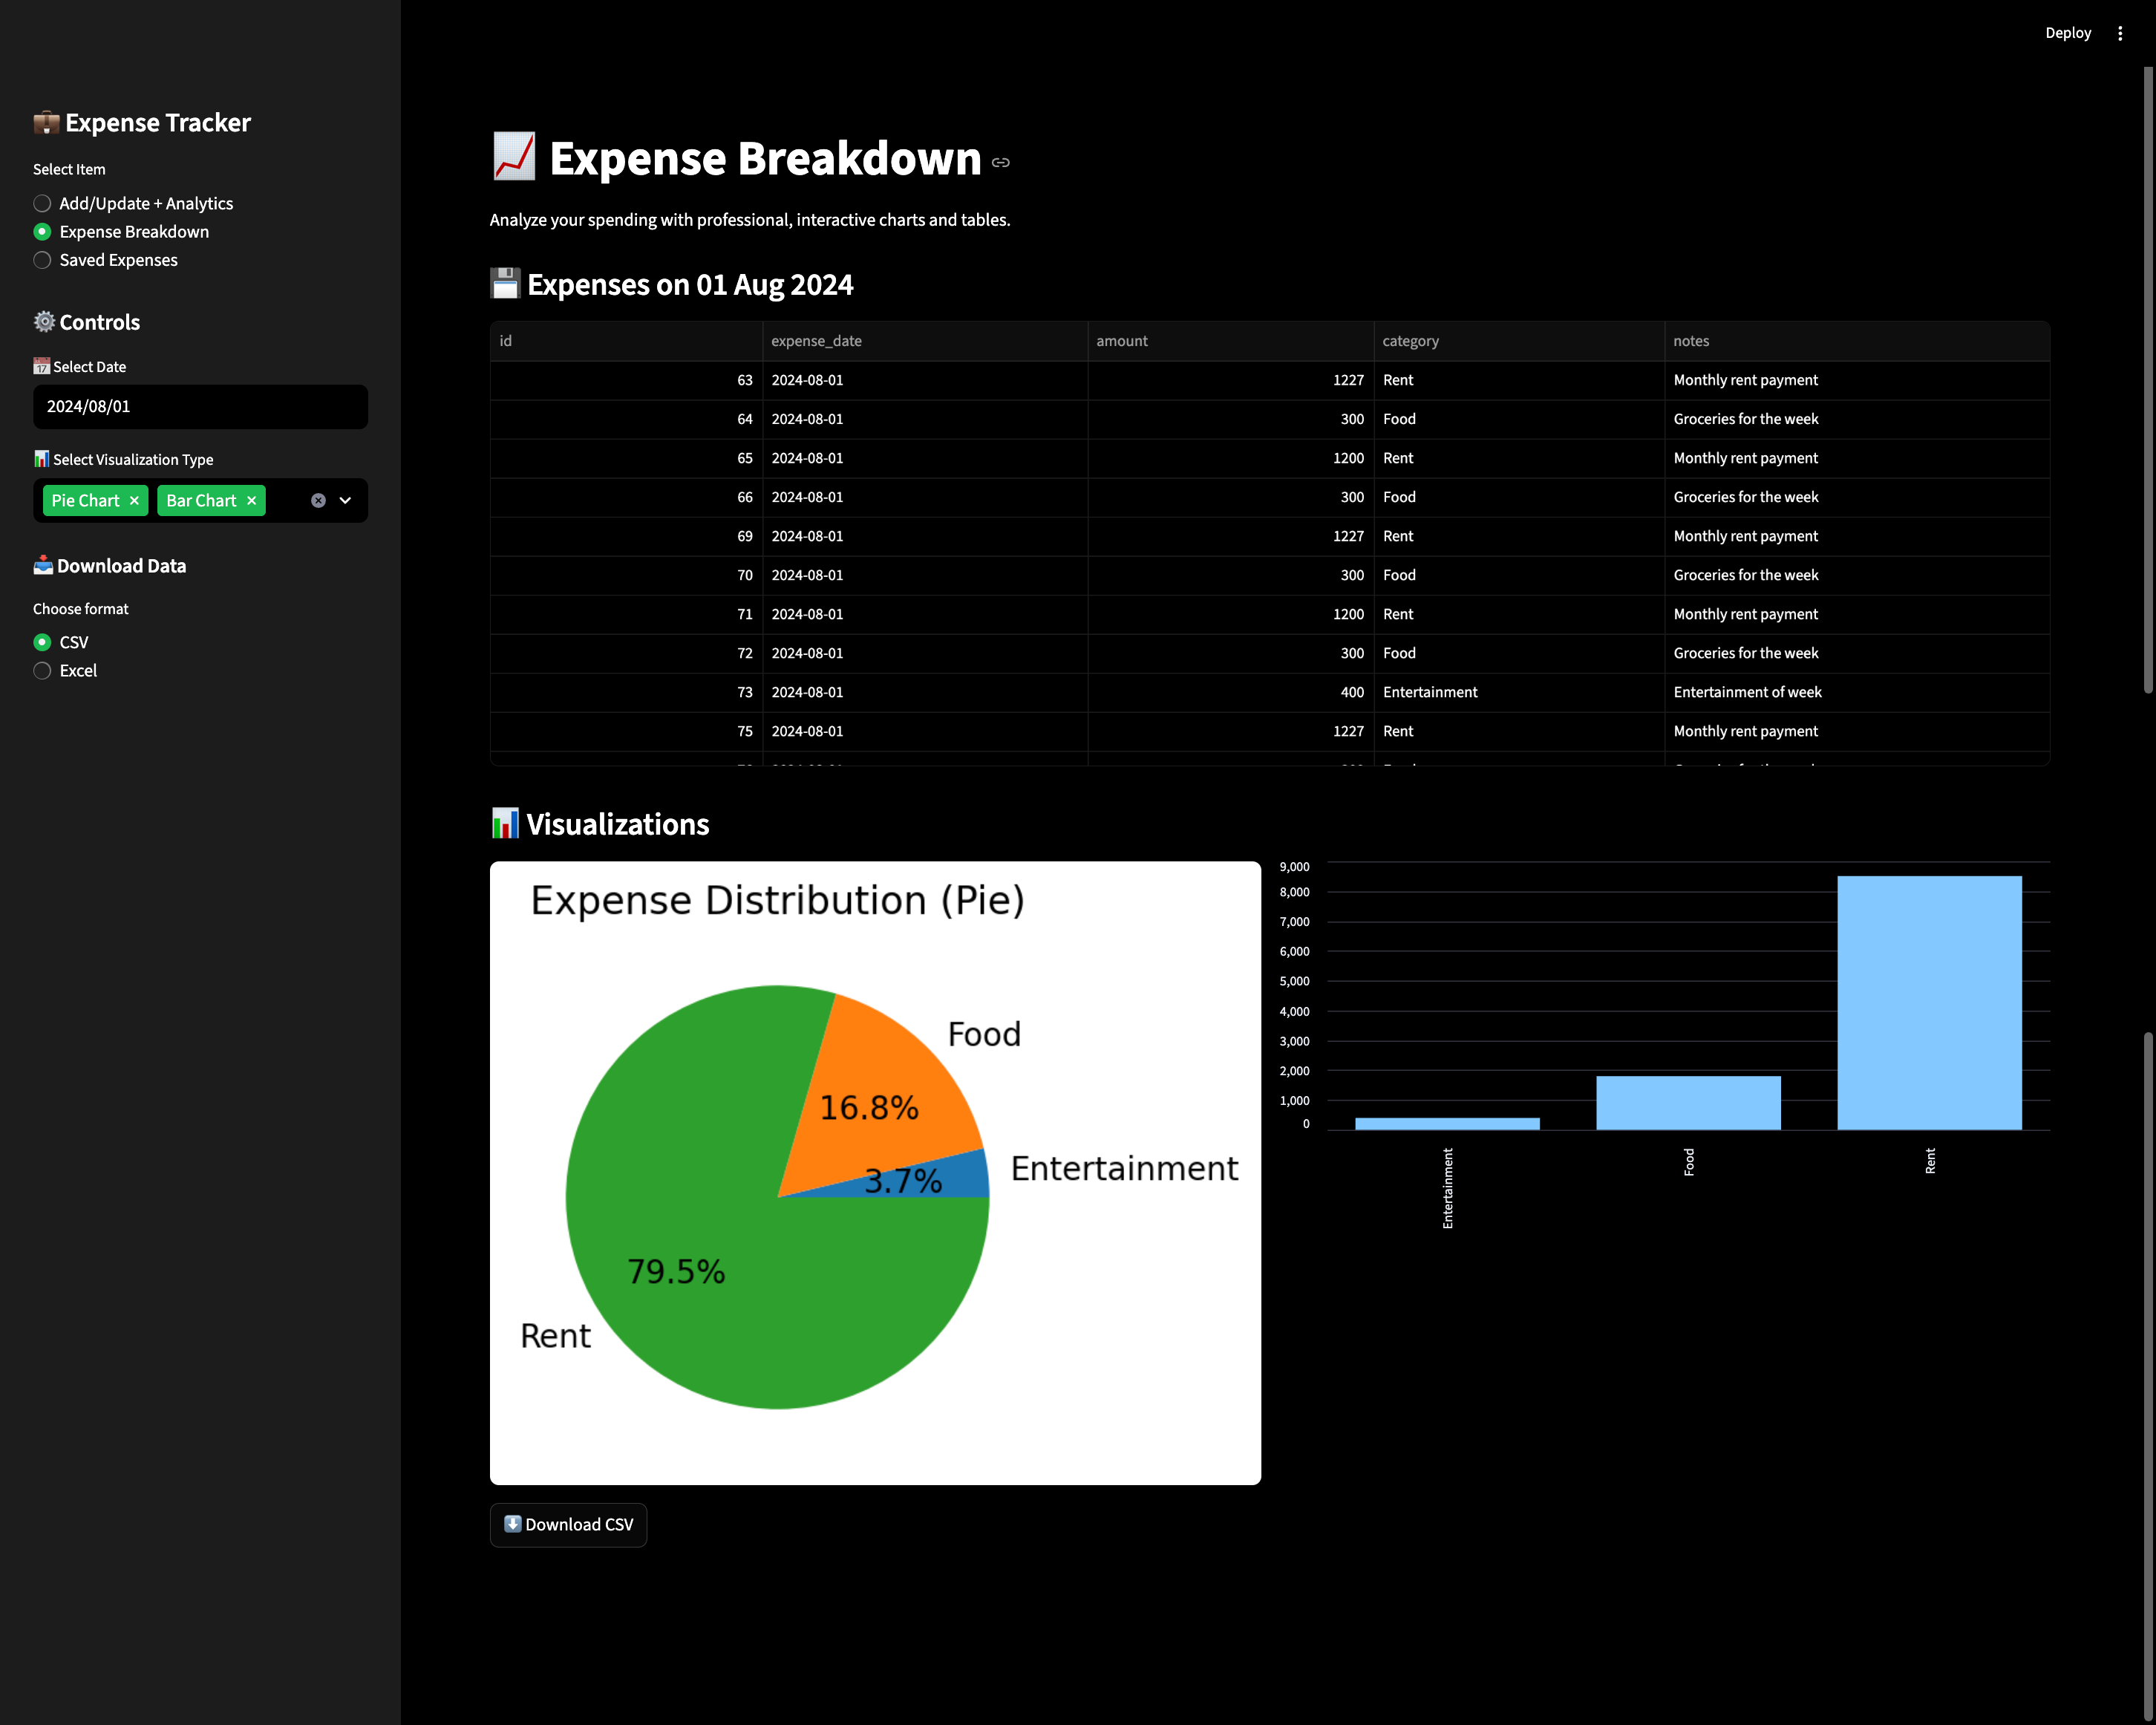 Deploy
Expense Tracker
Select Item
Add/Update + Analytics
Expense Breakdown
Saved Expenses
Controls
Select Date
2024/08/01
Select Visualization Type
Pie Chart × Bar Chart ×
Download Data
Choose format
CSV
Excel
Expense Breakdown
Analyze your spending with professional, interactive charts and tables.
Expenses on 01 Aug 2024
id expense_date amount category notes
63 2024-08-01 1227 Rent Monthly rent payment
64 2024-08-01 300 Food Groceries for the week
65 2024-08-01 1200 Rent Monthly rent payment
66 2024-08-01 300 Food Groceries for the week
69 2024-08-01 1227 Rent Monthly rent payment
70 2024-08-01 300 Food Groceries for the week
71 2024-08-01 1200 Rent Monthly rent payment
72 2024-08-01 300 Food Groceries for the week
73 2024-08-01 400 Entertainment Entertainment of week
75 2024-08-01 1227 Rent Monthly rent payment
Visualizations
Expense Distribution (Pie)
Food
16.8%
Entertainment
3.7%
79.5%
Rent
9,000
8,000
7,000
6,000
5,000
4,000
3,000
2,000
1,000
0
Entertainment
Food
Rent
Download CSV